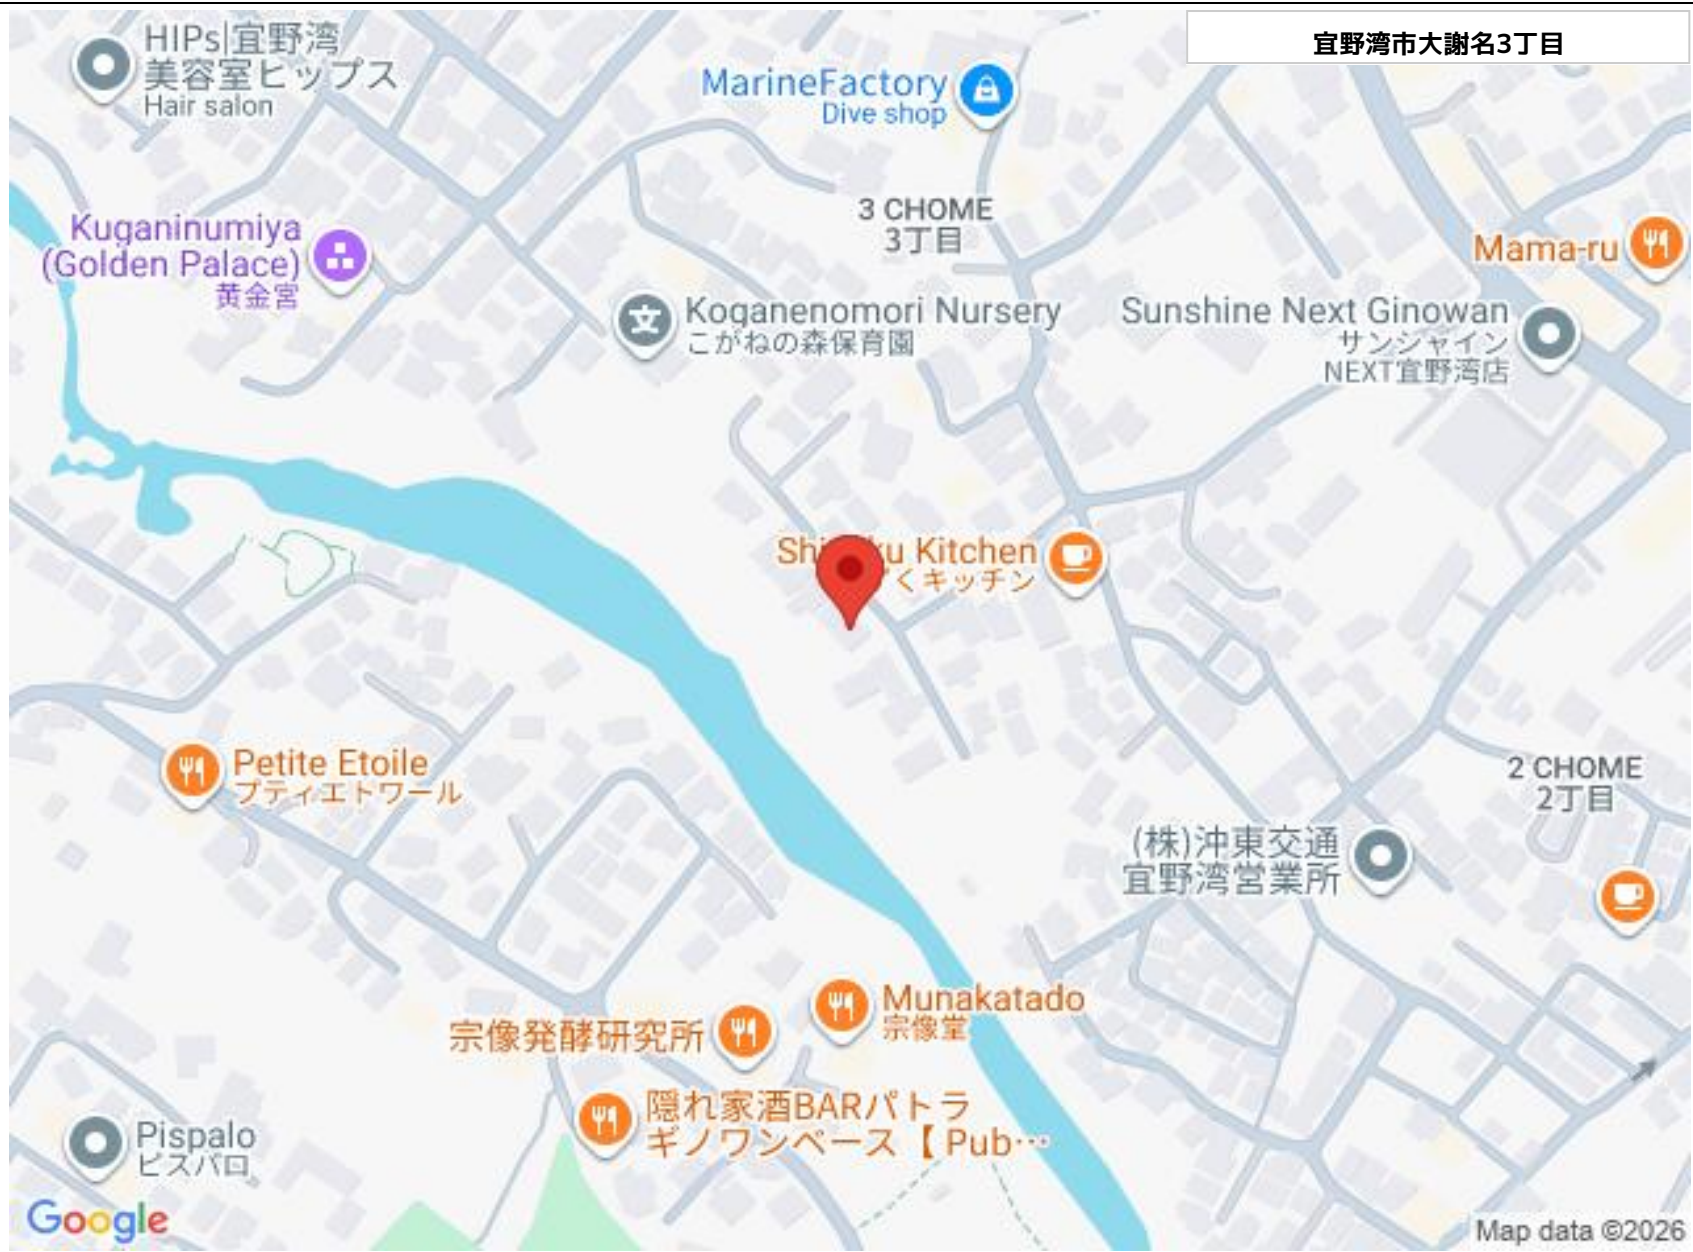 宜野湾市大謝名3丁目
HIPs|宜野湾
美容室ヒップス
Hair salon
MarineFactory
Dive shop
3 CHOME
3丁目
Kuganinumiya
(Golden Palace)
黄金宮
Mama-ru
Koganenomori Nursery
こがねの森保育園
Sunshine Next Ginowan
サンシャイン
NEXT宜野湾店
Kitchen
くキッチン
Petite Etoile
プティエトワール
2 CHOME
2丁目
(株)沖東交通
宜野湾営業所
Munakatado
宗像堂
宗像発酵研究所
隠れ家酒BARパトラ
ギノワンベース【 Pub…
Pispalo
ピスパロ
Google
Map data ©2026